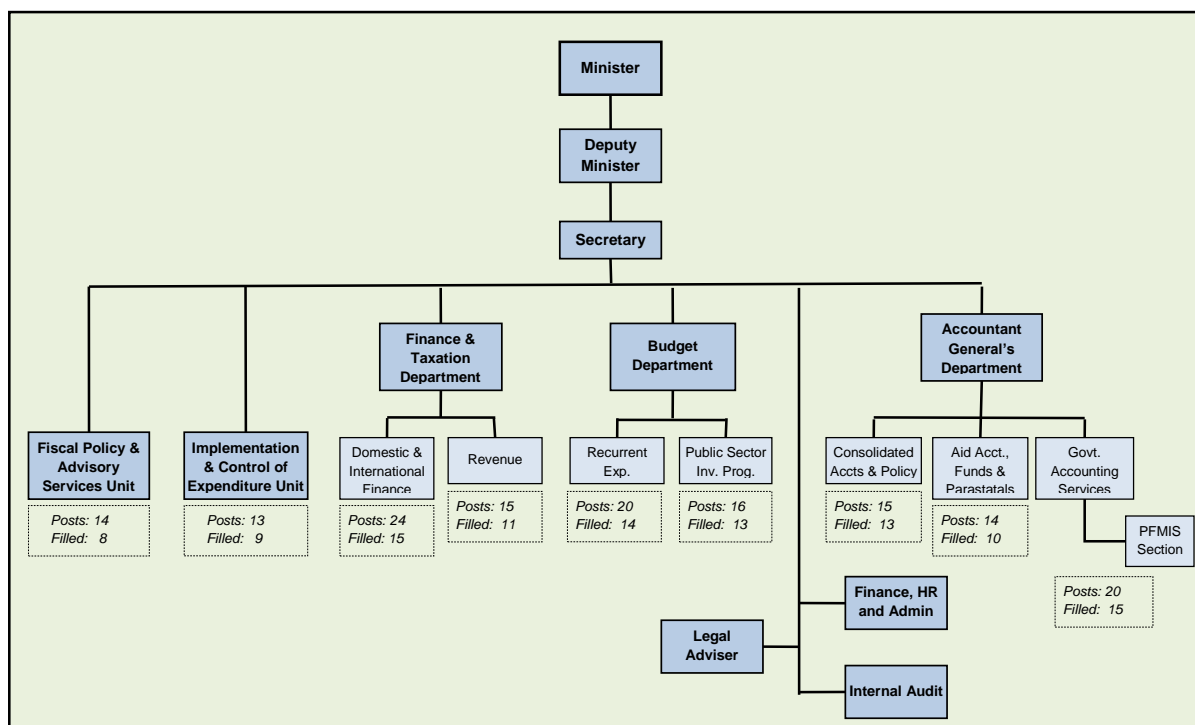 Minister
Deputy
Minister
Secretary
Finance &
Taxation
Department
Budget
Department
Accountant
General’s
Department
Fiscal Policy &
Advisory
Services Unit
Posts: 14
Filled: 8
Implementation
& Control of
Expenditure Unit
Posts: 13
Filled: 9
Domestic &
International
Finance
Posts: 24
Filled: 15
Revenue
Posts: 15
Filled: 11
Recurrent
Exp.
Posts: 20
Filled: 14
Public Sector
Inv. Prog.
Posts: 16
Filled: 13
Consolidated
Accts & Policy
Posts: 15
Filled: 13
Aid Acct.,
Funds &
Parastatals
Posts: 14
Filled: 10
Govt.
Accounting
Services
PFMIS
Section
Posts: 20
Filled: 15
Finance, HR
and Admin
Legal
Adviser
Internal Audit